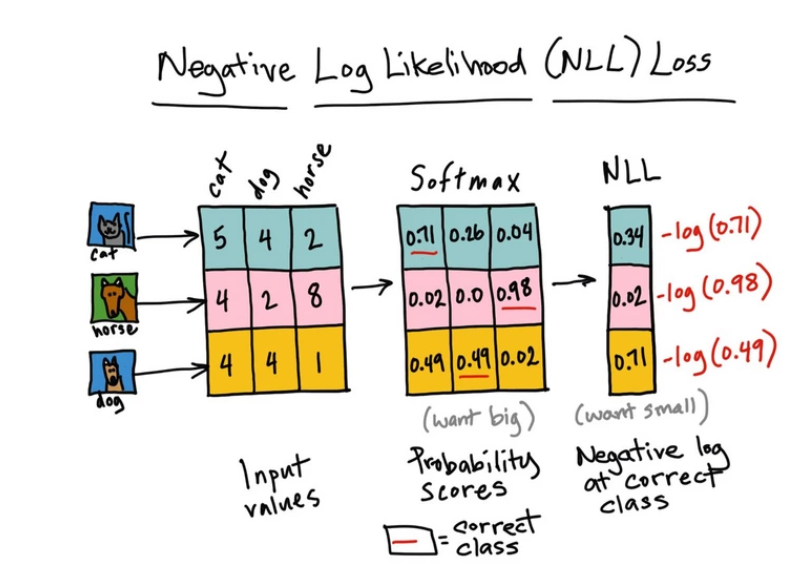 Negative Log Likelihood (NLL) Loss
cat dog horse
Softmax
NLL
cat
5 4 2
0.71 0.26 0.04
0.34 -log(0.71)
horse
4 2 8
0.02 0.0 0.98
0.02 -log(0.98)
dog
4 4 1
0.49 0.49 0.02
0.71 -log(0.49)
(want big)
(want small)
Input
values
Probability
scores
Negative log
at correct
class
= correct
class